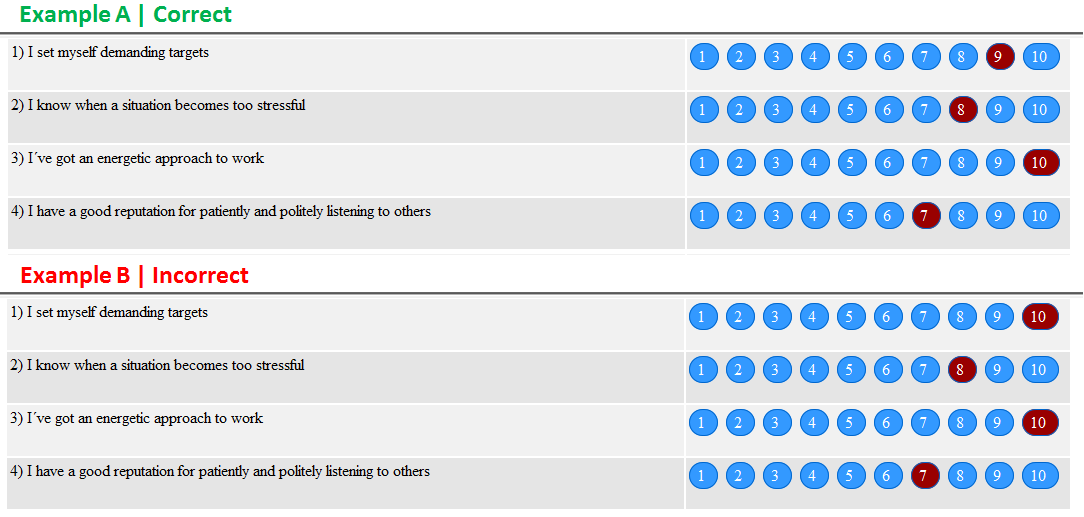 Example A | Correct
1) I set myself demanding targets 1 2 3 4 5 6 7 8 9 10
2) I know when a situation becomes too stressful 1 2 3 4 5 6 7 8 9 10
3) I´ve got an energetic approach to work 1 2 3 4 5 6 7 8 9 10
4) I have a good reputation for patiently and politely listening to others 1 2 3 4 5 6 7 8 9 10
Example B | Incorrect
1) I set myself demanding targets 1 2 3 4 5 6 7 8 9 10
2) I know when a situation becomes too stressful 1 2 3 4 5 6 7 8 9 10
3) I´ve got an energetic approach to work 1 2 3 4 5 6 7 8 9 10
4) I have a good reputation for patiently and politely listening to others 1 2 3 4 5 6 7 8 9 10